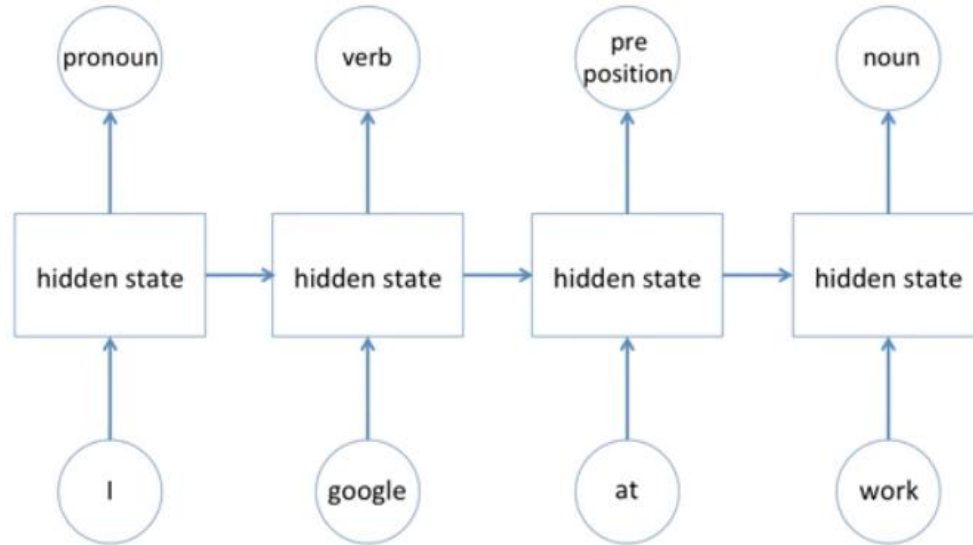 pronoun
verb
pre
position
noun
hidden state
hidden state
hidden state
hidden state
I
google
at
work